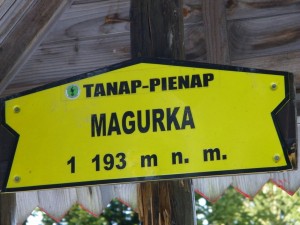 TANAP-PIENAP
MAGURKA
1 193 m n. m.